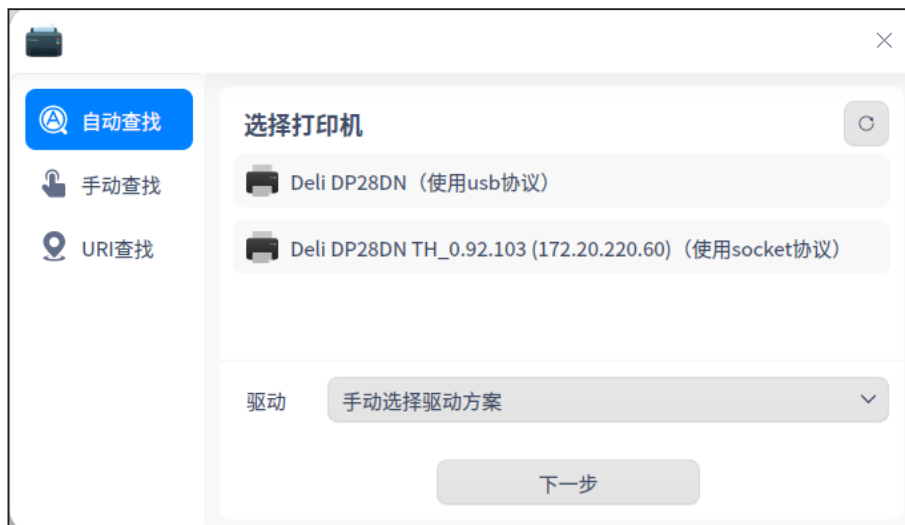 自动查找
手动查找
URI查找
选择打印机
Deli DP28DN（使用usb协议）
Deli DP28DN TH_0.92.103 (172.20.220.60)（使用socket协议）
驱动
手动选择驱动方案
下一步